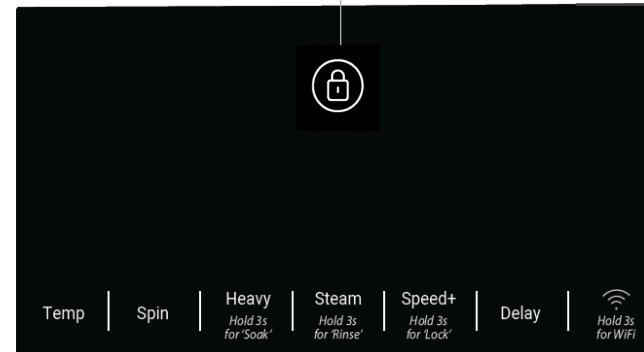 Temp
Spin
Heavy
Hold 3s
for 'Soak'
Steam
Hold 3s
for 'Rinse'
Speed+
Hold 3s
for 'Lock'
Delay
Hold 3s
for WiFi